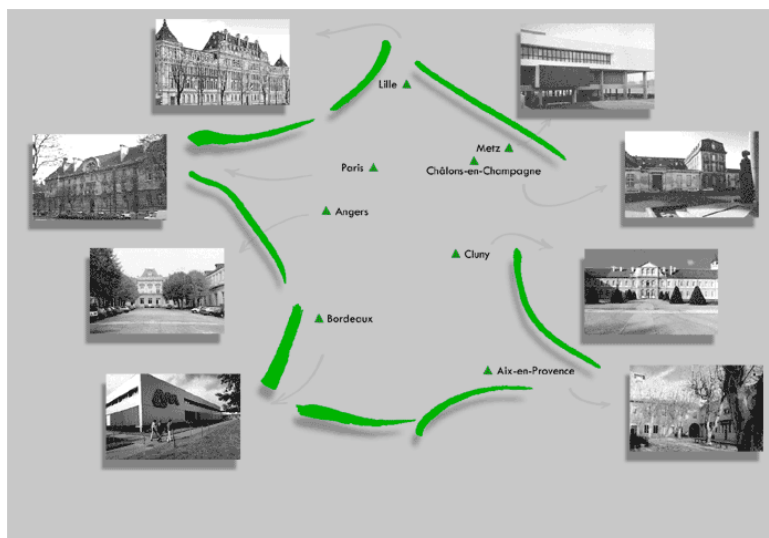 Lille
Metz
Châlons-en-Champagne
Paris
Angers
Cluny
Bordeaux
Aix-en-Provence